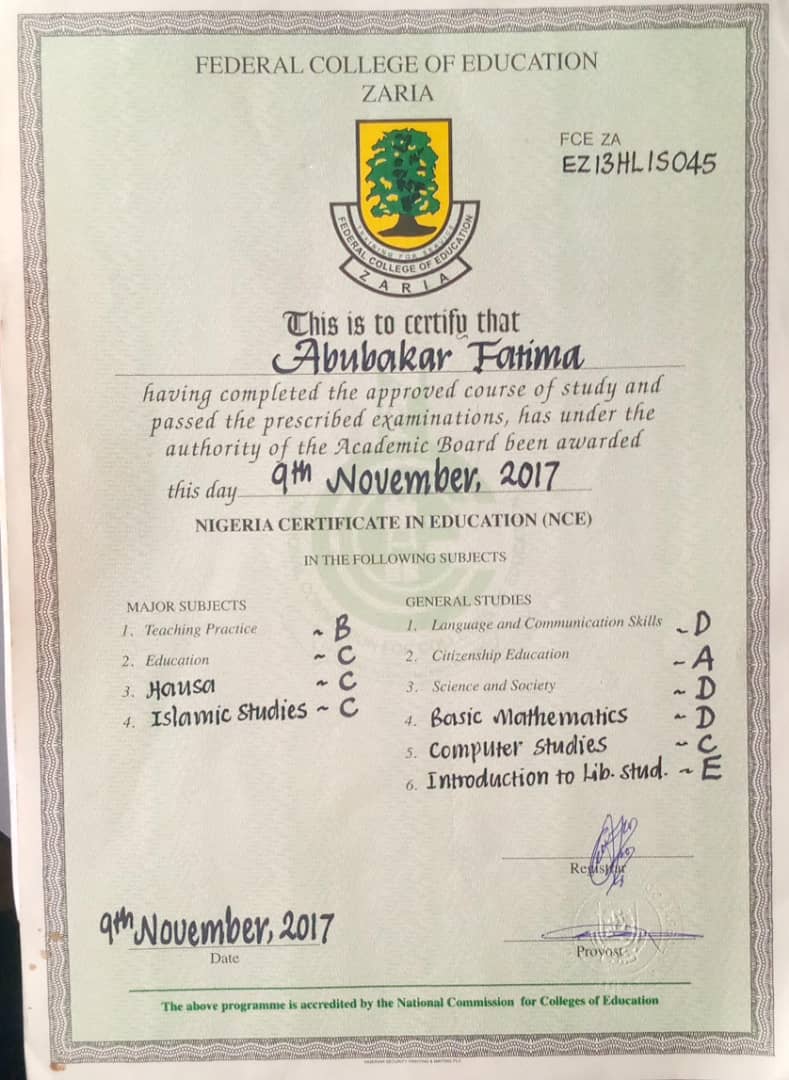 FEDERAL COLLEGE OF EDUCATION
ZARIA
FCE ZA
EZ13HLIS045
TRAINING FOR SERVICE
FEDERAL COLLEGE OF EDUCATION
ZARIA
This is to certify that
Abubakar Fatima
having completed the approved course of study and
passed the prescribed examinations, has under the
authority of the Academic Board been awarded
this day 9th November, 2017
NIGERIA CERTIFICATE IN EDUCATION (NCE)
IN THE FOLLOWING SUBJECTS
MAJOR SUBJECTS
1. Teaching Practice ~ B
2. Education ~ C
3. Hausa ~ C
4. Islamic Studies ~ C
GENERAL STUDIES
1. Language and Communication Skills ~ D
2. Citizenship Education ~ A
3. Science and Society ~ D
4. Basic Mathematics ~ D
5. Computer Studies ~ C
6. Introduction to Lib. Stud. ~ E
Registrar
9th November, 2017
Date
Provost
The above programme is accredited by the National Commission for Colleges of Education